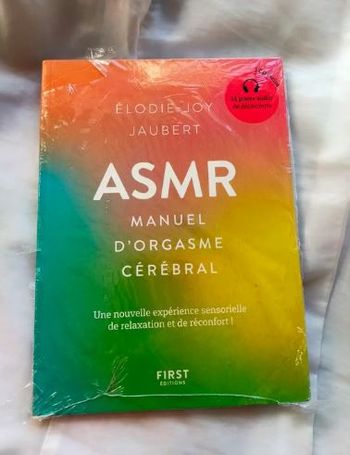 ÉLODIE-JOY
JAUBERT
ASMR
MANUEL
D'ORGASME
CÉRÉBRAL
Une nouvelle expérience sensorielle
de relaxation et de réconfort !
FIRST
ÉDITIONS